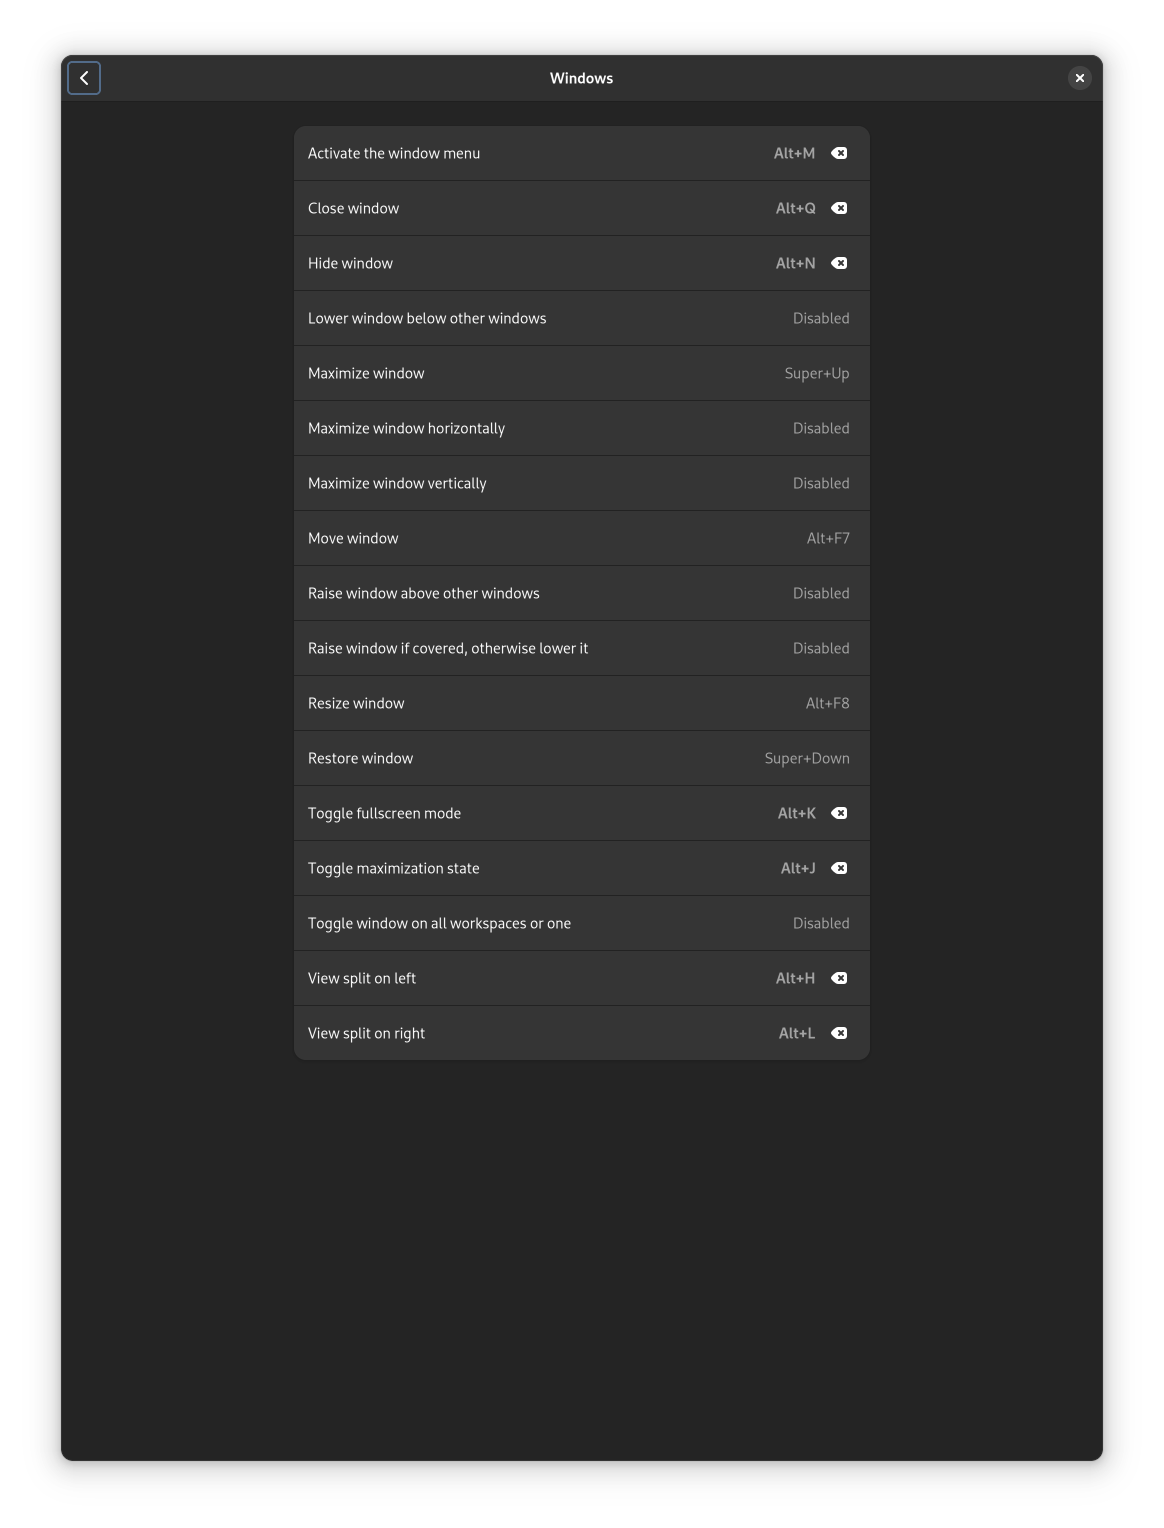 Windows
Activate the window menu Alt+M
Close window Alt+Q
Hide window Alt+N
Lower window below other windows Disabled
Maximize window Super+Up
Maximize window horizontally Disabled
Maximize window vertically Disabled
Move window Alt+F7
Raise window above other windows Disabled
Raise window if covered, otherwise lower it Disabled
Resize window Alt+F8
Restore window Super+Down
Toggle fullscreen mode Alt+K
Toggle maximization state Alt+J
Toggle window on all workspaces or one Disabled
View split on left Alt+H
View split on right Alt+L